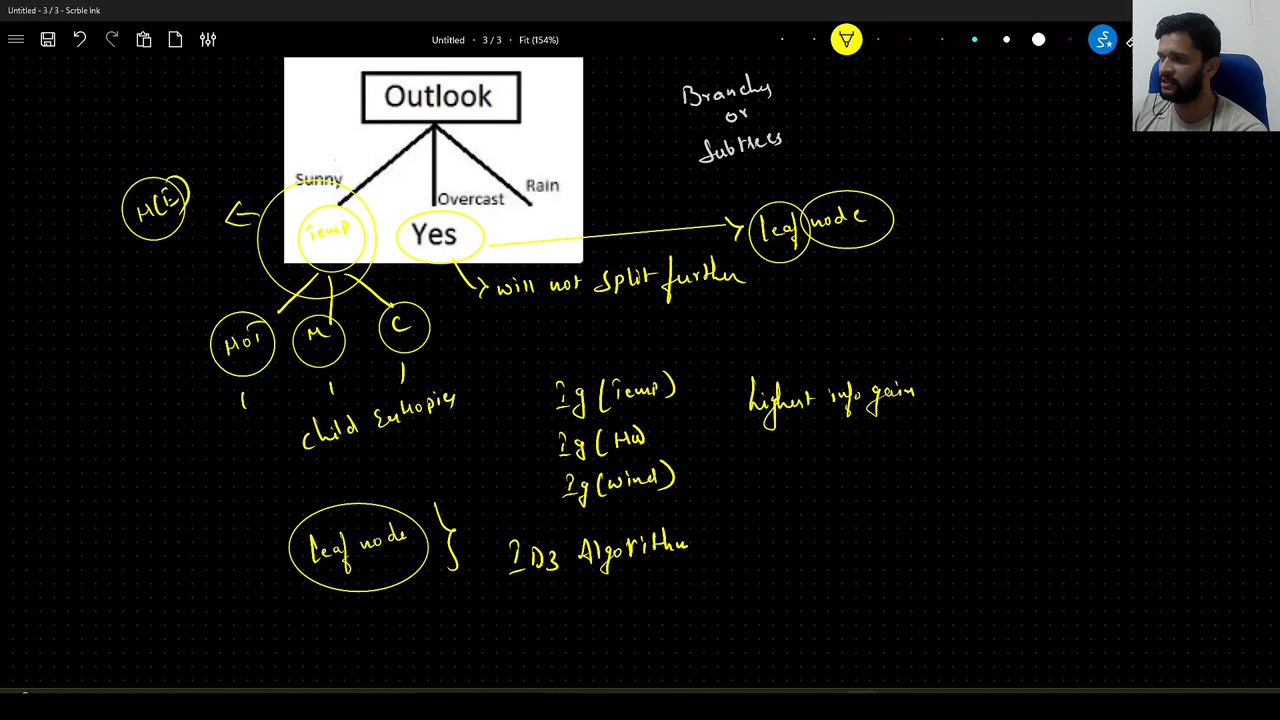 Untitled - 3 / 3 - Scrble Ink
Untitled • 3 / 3 • Fit (154%)
Outlook
Sunny
Overcast
Rain
Yes
Branchs
or
Subtrees
H(E)
Temp
Leaf node
will not split further
HOT
M
C
child Entropies
Ig (Temp)
highest info gain
Ig (Hu)
Ig (wind)
Leaf node
ID3 Algorithm